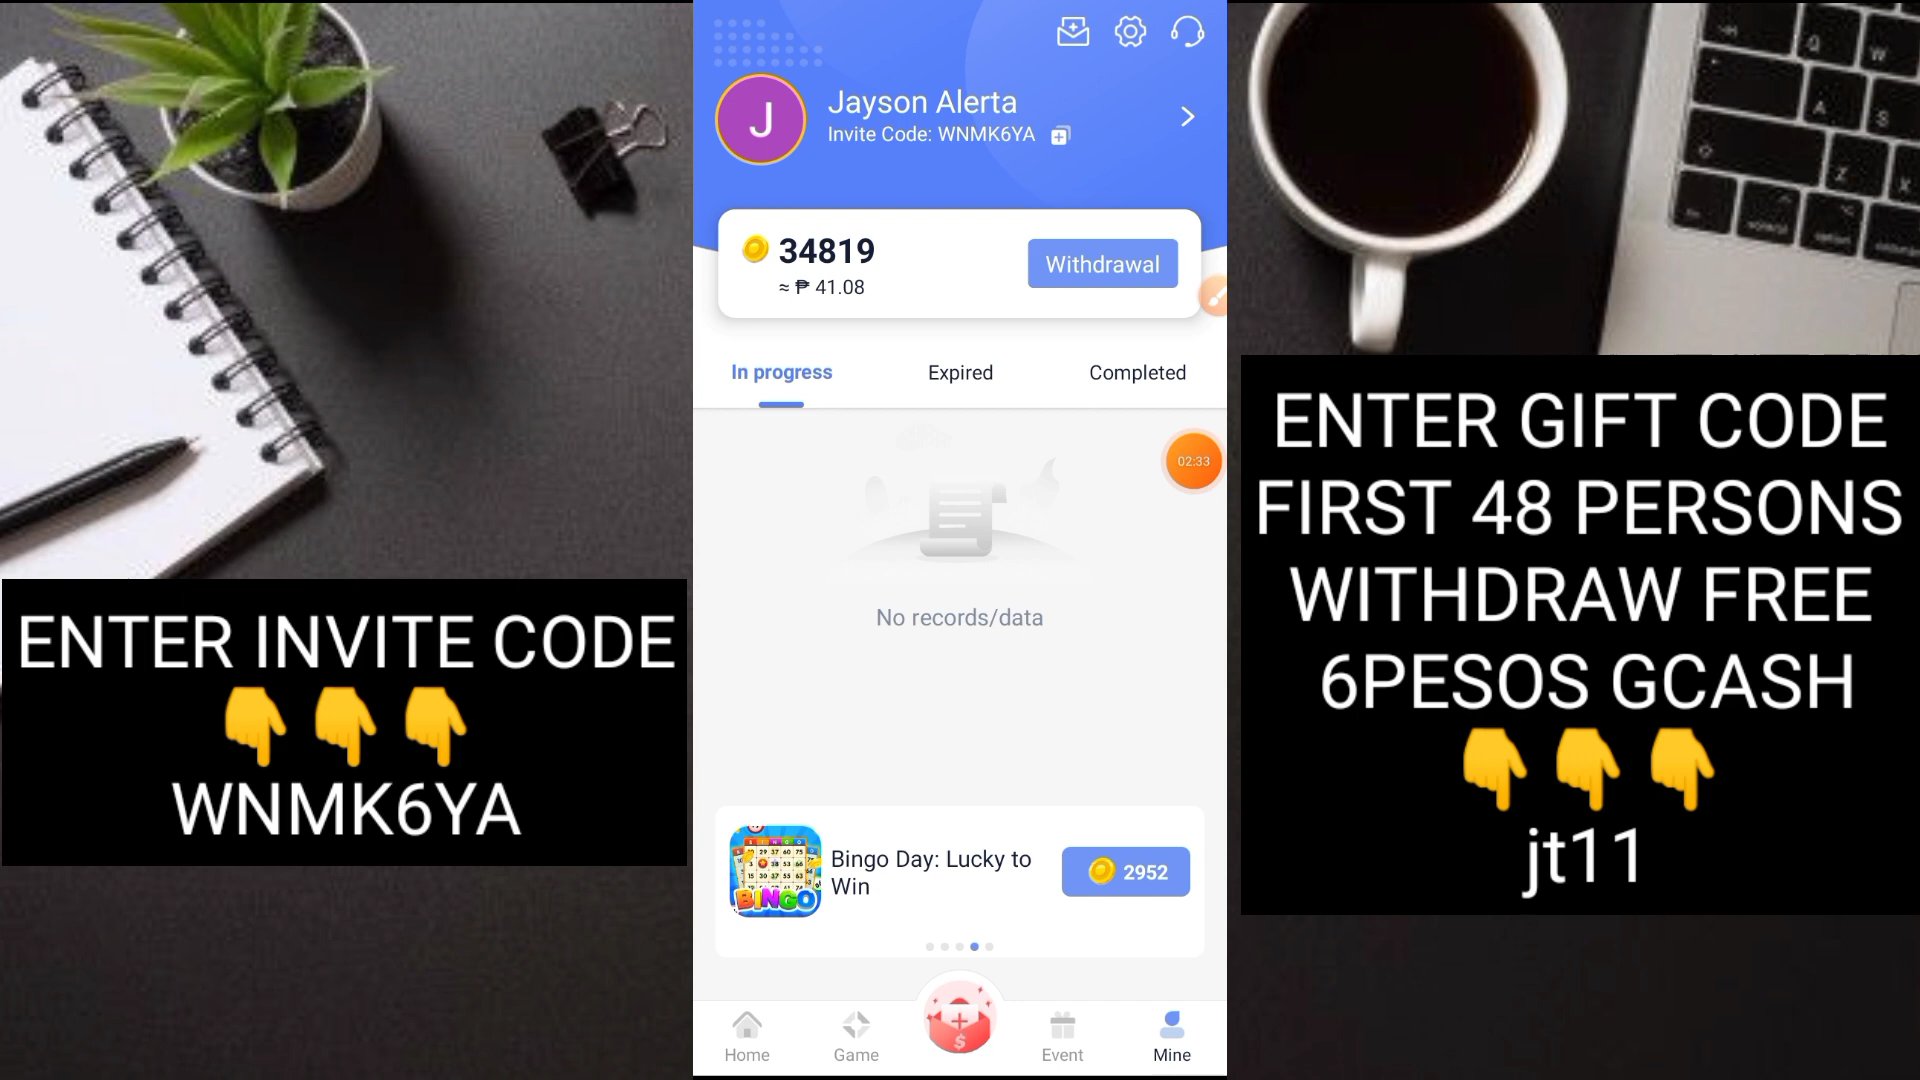 Jayson Alerta
Invite Code: WNMK6YA
34819
≈ ₱ 41.08
Withdrawal
In progress
Expired
Completed
02:33
No records/data
BINGO
Bingo Day: Lucky to
Win
2952
Home
Game
Event
Mine
ENTER INVITE CODE
👇👇👇
WNMK6YA
ENTER GIFT CODE
FIRST 48 PERSONS
WITHDRAW FREE
6PESOS GCASH
👇👇👇
jt11